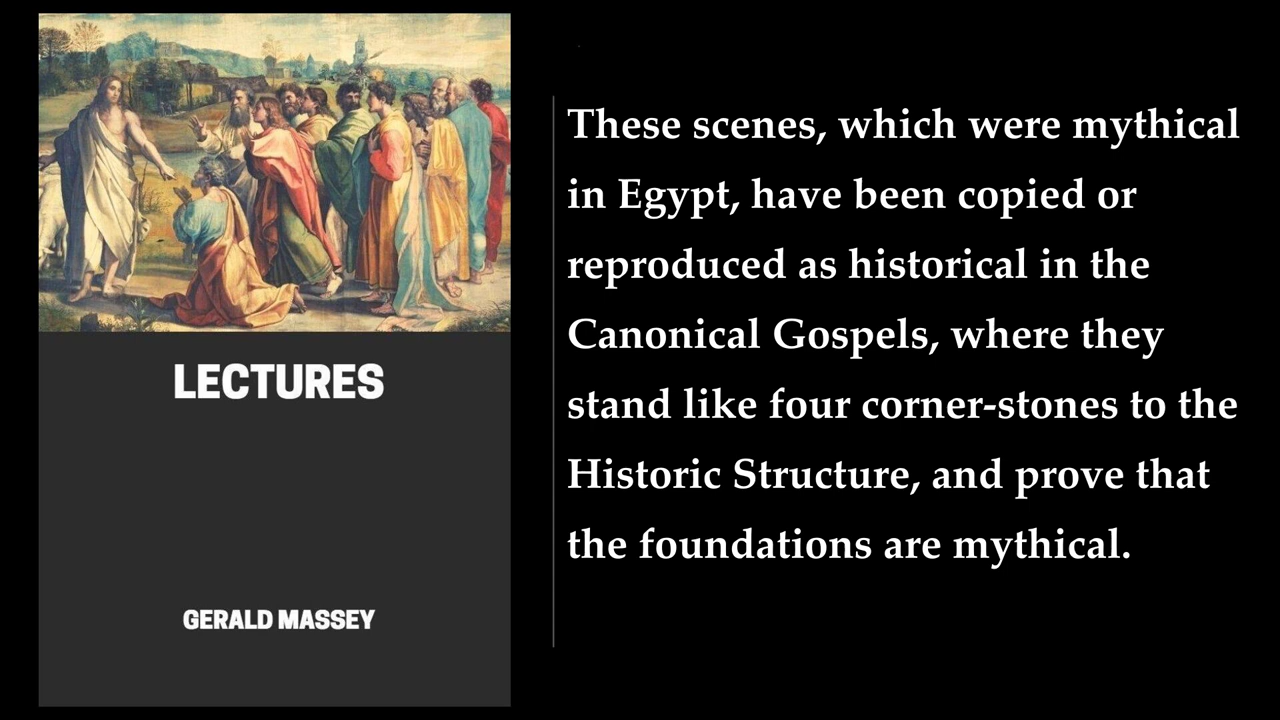 LECTURES
GERALD MASSEY
These scenes, which were mythical
in Egypt, have been copied or
reproduced as historical in the
Canonical Gospels, where they
stand like four corner-stones to the
Historic Structure, and prove that
the foundations are mythical.